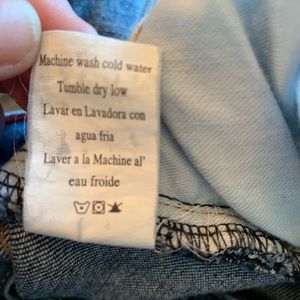 Machine wash cold water
Tumble dry low
Lavar en Lavadora con
agua fria
Laver a la Machine al'
eau froide